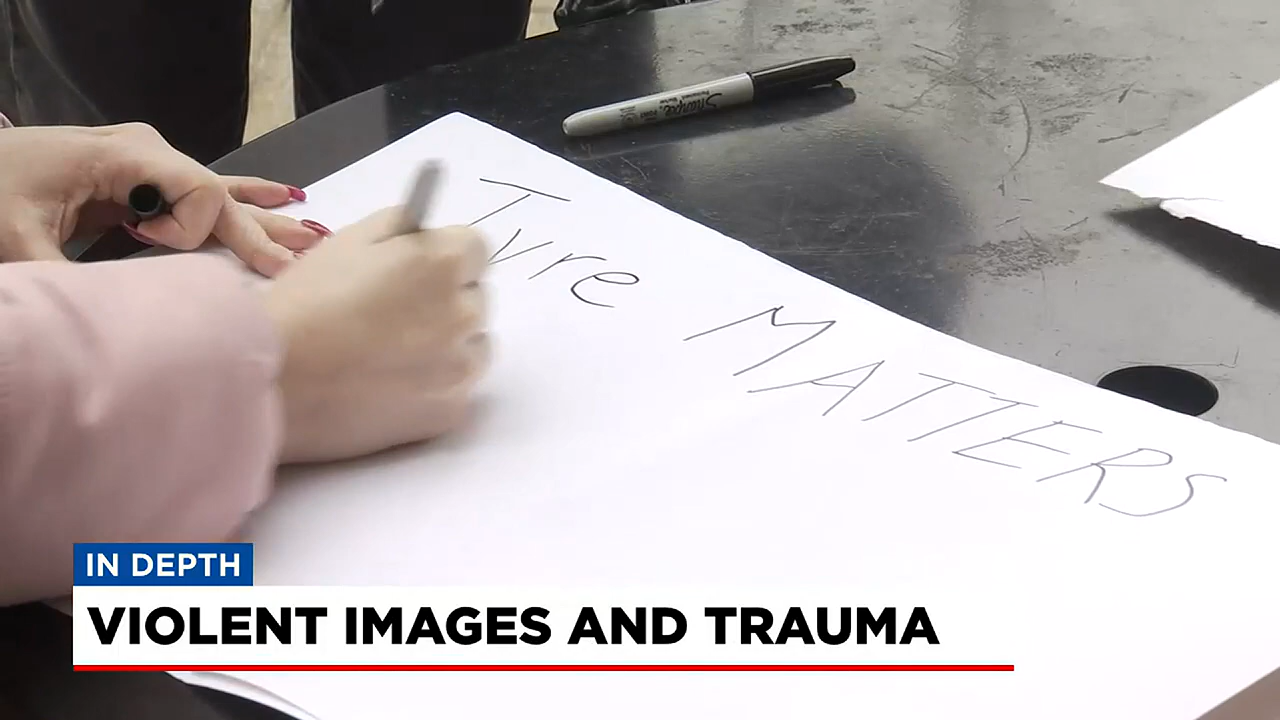 Sharpie
Tyre MATTERS
IN DEPTH
VIOLENT IMAGES AND TRAUMA